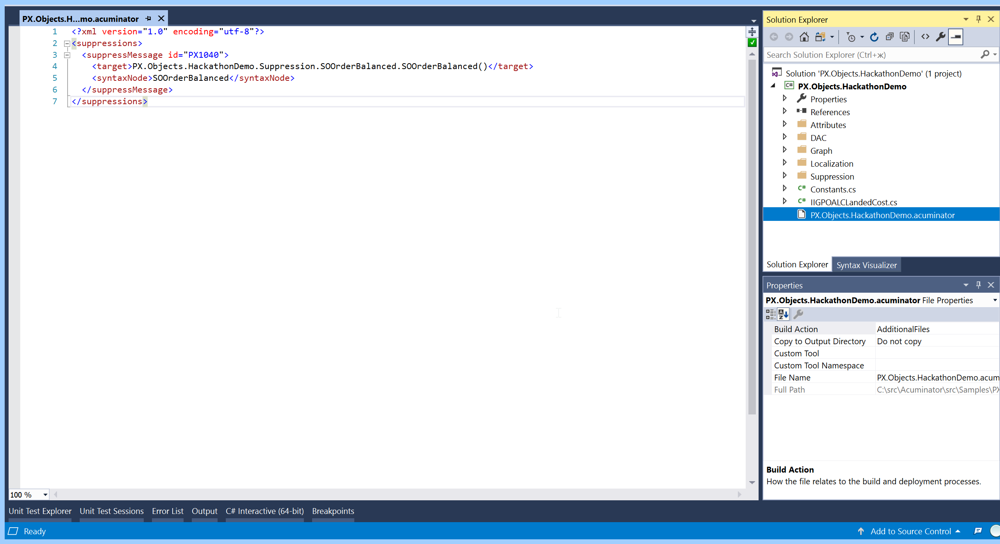 PX.Objects.H...mo.acuminator
1 <?xml version="1.0" encoding="utf-8"?>
2 <suppressions>
3 <suppressMessage id="PX1040">
4 <target>PX.Objects.HackathonDemo.Suppression.SOOrderBalanced.SOOrderBalanced()</target>
5 <syntaxNode>SOOrderBalanced</syntaxNode>
6 </suppressMessage>
7 </suppressions>
100 %
Solution Explorer
Search Solution Explorer (Ctrl+ж)
Solution 'PX.Objects.HackathonDemo' (1 project)
C# PX.Objects.HackathonDemo
Properties
References
Attributes
DAC
Graph
Localization
Suppression
C# Constants.cs
C# IIGPOALCLandedCost.cs
PX.Objects.HackathonDemo.acuminator
Solution Explorer Syntax Visualizer
Properties
PX.Objects.HackathonDemo.acuminator File Properties
Build Action AdditionalFiles
Copy to Output Directory Do not copy
Custom Tool
Custom Tool Namespace
File Name PX.Objects.HackathonDemo.acum
Full Path C:\src\Acuminator\src\Samples\PX
Build Action
How the file relates to the build and deployment processes.
Unit Test Explorer Unit Test Sessions Error List Output C# Interactive (64-bit) Breakpoints
Ready Add to Source Control